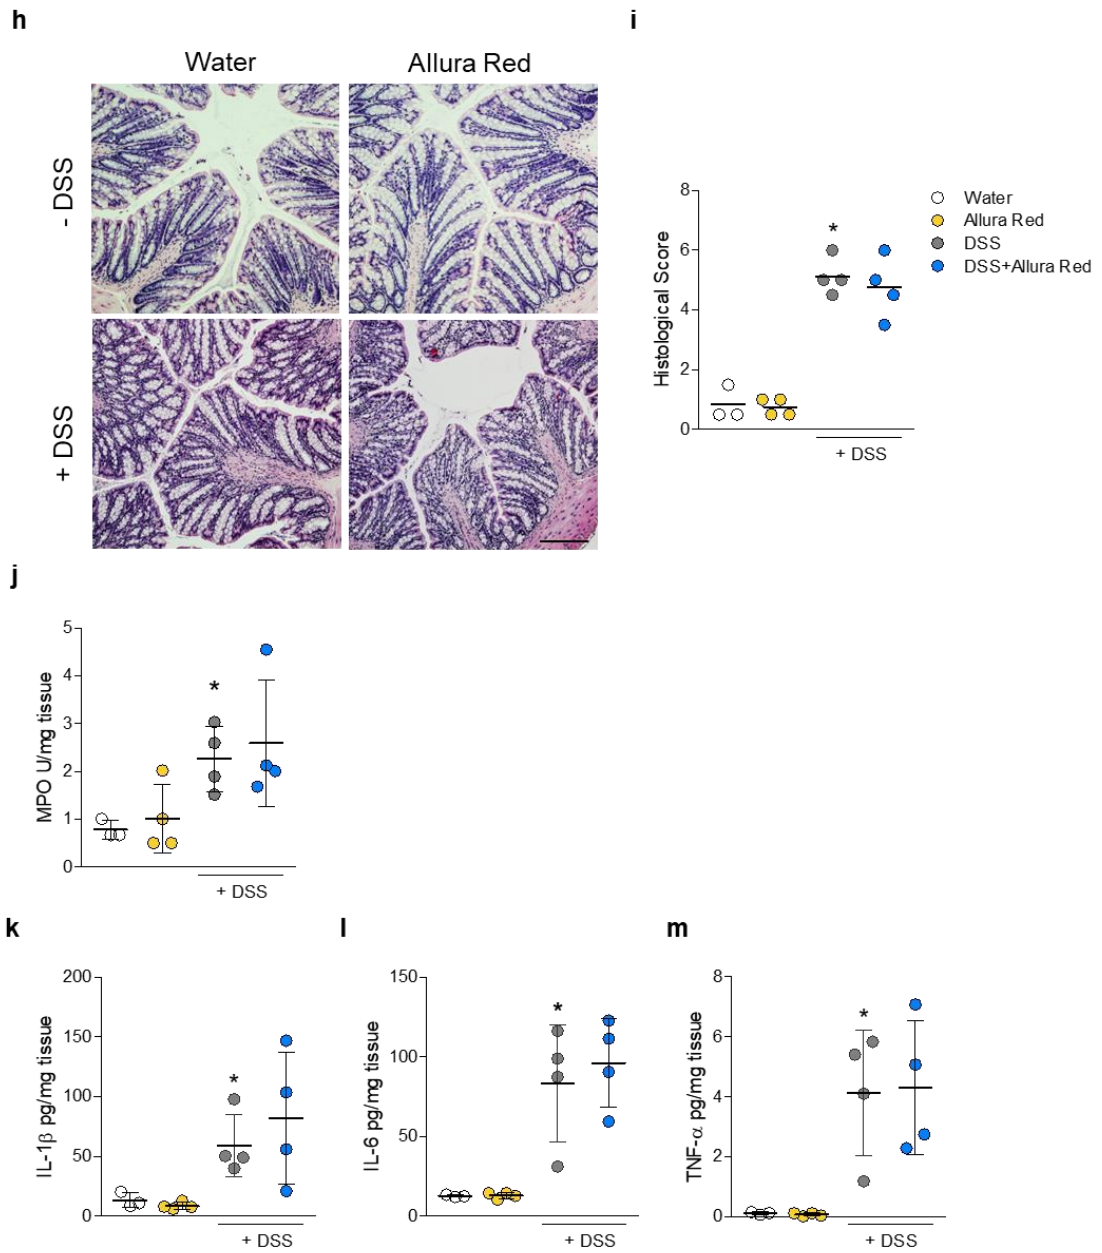 h
i
Water
Allura Red
- DSS
+ DSS
Histological Score
8
6
4
2
0
*
+ DSS
Water
Allura Red
DSS
DSS+Allura Red
j
MPO U/mg tissue
5
4
3
2
1
0
*
+ DSS
k
IL-1β pg/mg tissue
200
150
100
50
0
*
+ DSS
l
IL-6 pg/mg tissue
150
100
50
0
*
+ DSS
m
TNF-α pg/mg tissue
8
6
4
2
0
*
+ DSS